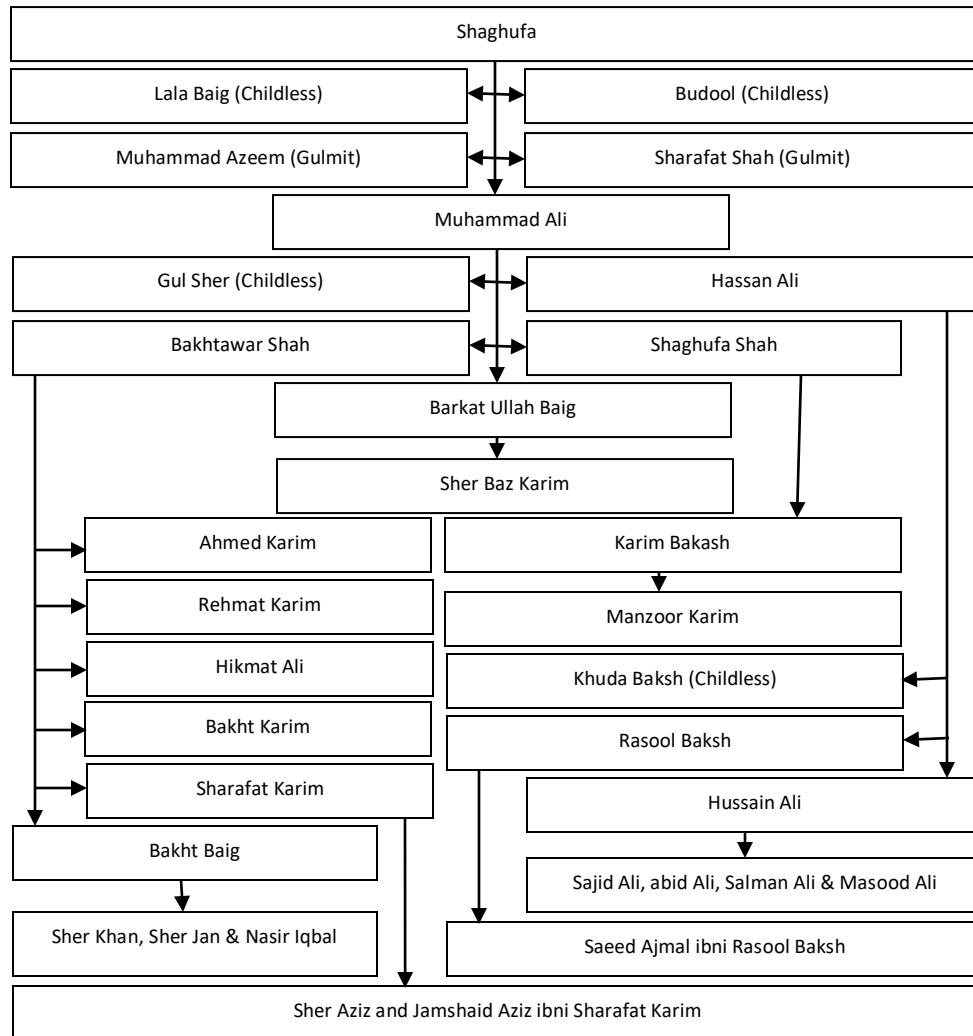 Shaghufa
Lala Baig (Childless)
Budool (Childless)
Muhammad Azeem (Gulmit)
Sharafat Shah (Gulmit)
Muhammad Ali
Gul Sher (Childless)
Hassan Ali
Bakhtawar Shah
Shaghufa Shah
Barkat Ullah Baig
Sher Baz Karim
Ahmed Karim
Karim Bakash
Rehmat Karim
Manzoor Karim
Hikmat Ali
Khuda Baksh (Childless)
Bakht Karim
Rasool Baksh
Sharafat Karim
Hussain Ali
Bakht Baig
Sajid Ali, abid Ali, Salman Ali & Masood Ali
Sher Khan, Sher Jan & Nasir Iqbal
Saeed Ajmal ibni Rasool Baksh
Sher Aziz and Jamshaid Aziz ibni Sharafat Karim